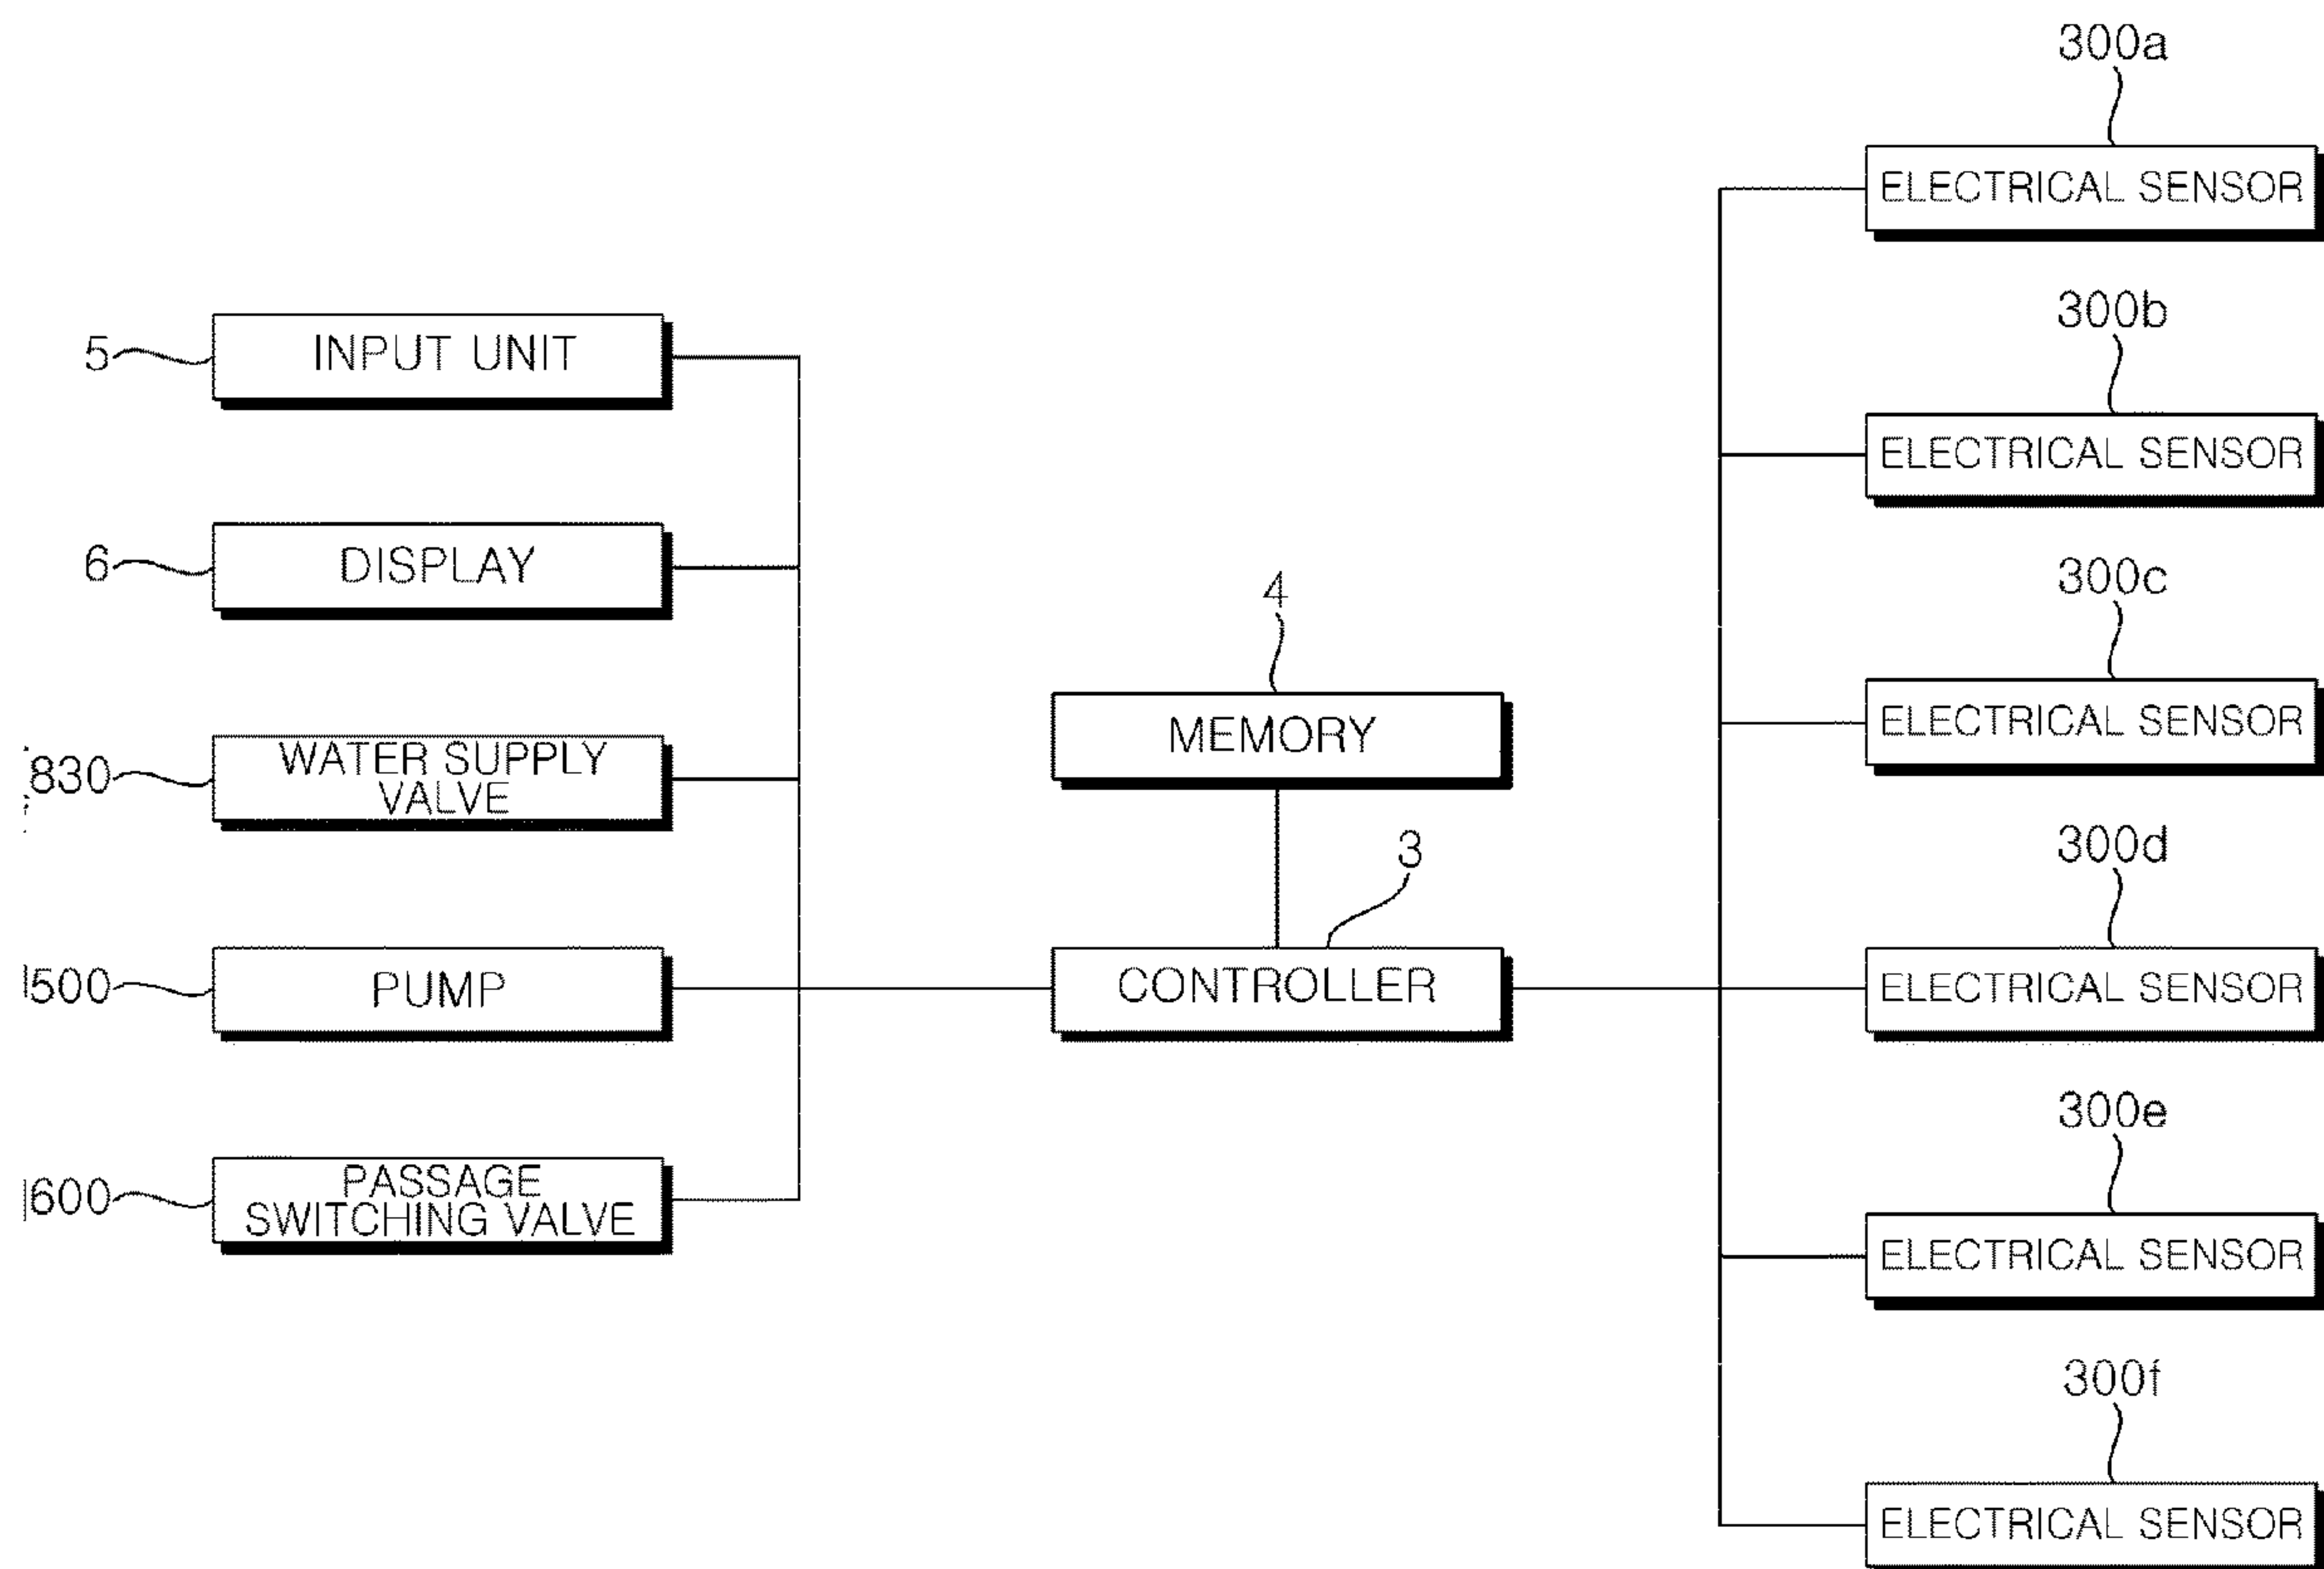 300a
ELECTRICAL SENSOR
300b
ELECTRICAL SENSOR
300c
ELECTRICAL SENSOR
300d
ELECTRICAL SENSOR
300e
ELECTRICAL SENSOR
300f
ELECTRICAL SENSOR
5
INPUT UNIT
6
DISPLAY
830
WATER SUPPLY
VALVE
500
PUMP
600
PASSAGE
SWITCHING VALVE
4
MEMORY
3
CONTROLLER